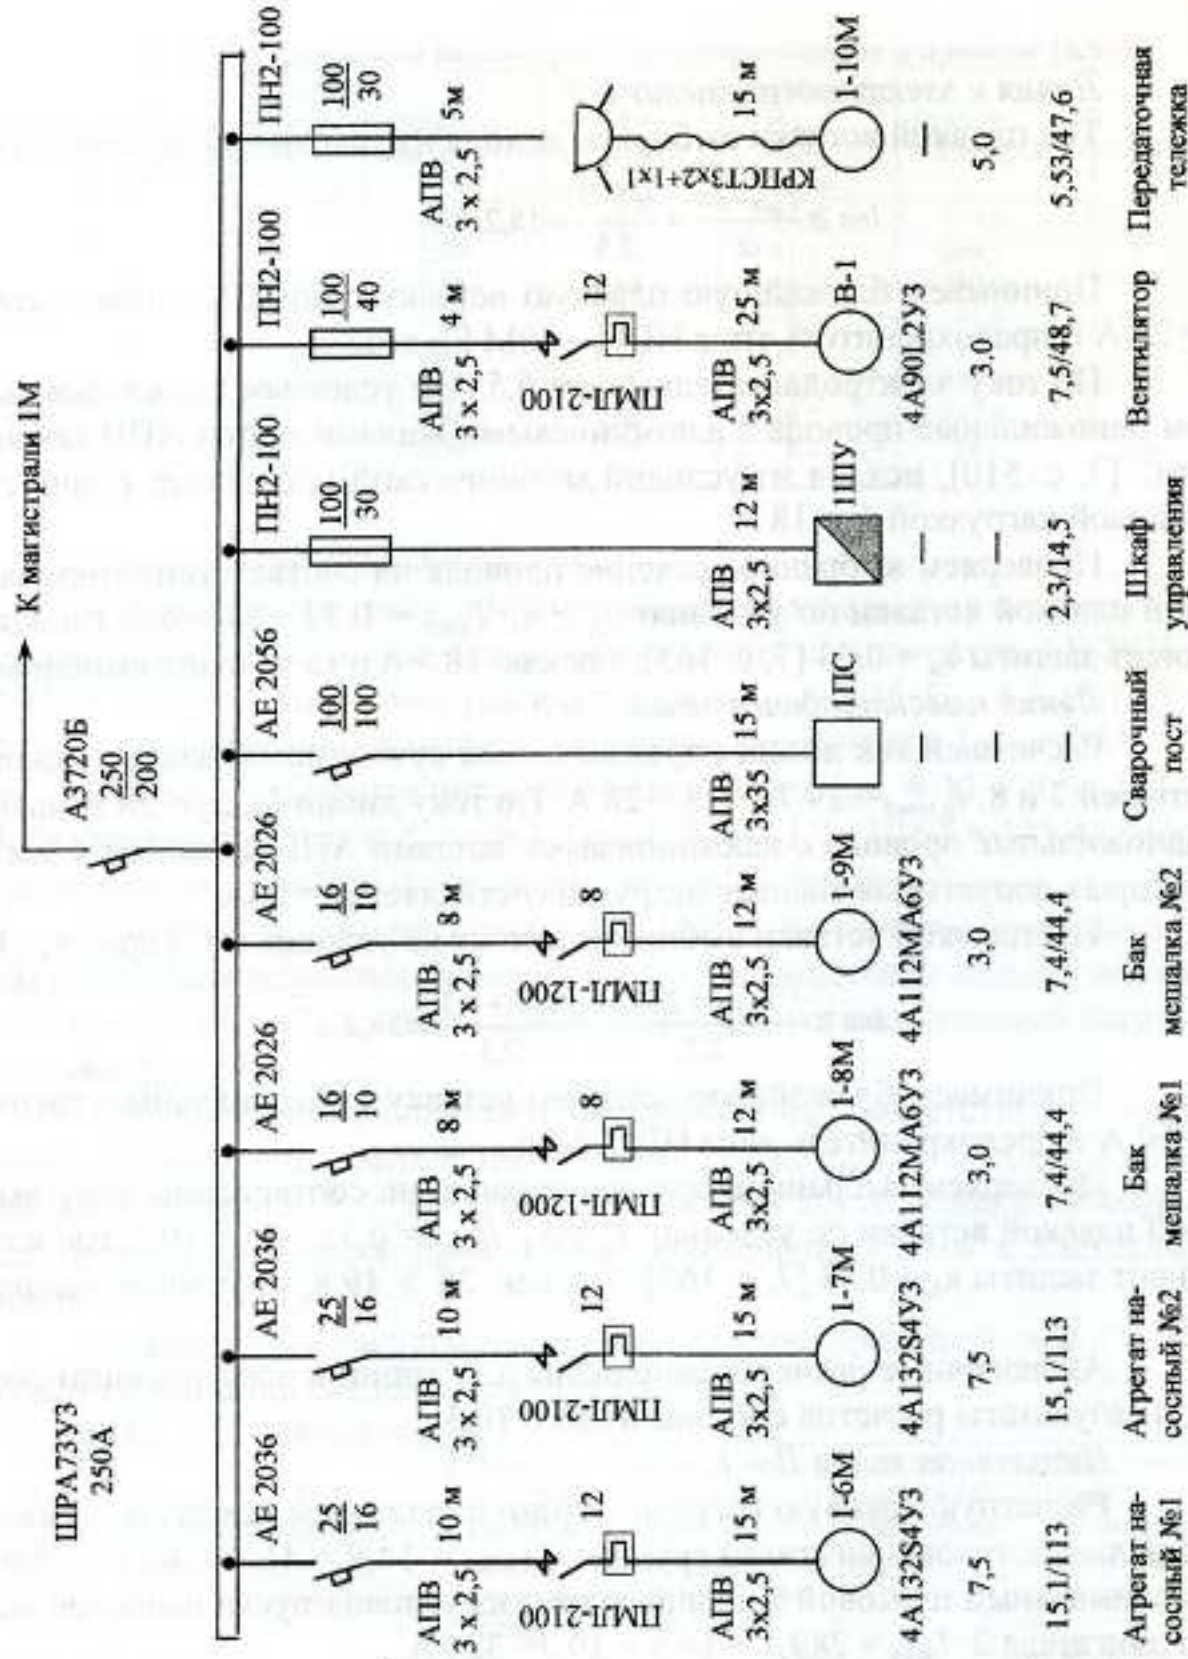 К магистрали 1М
ШРА73У3
250А
А3720Б
250
200
АЕ 2036
25
16
АПВ 10 м
3 х 2,5
ПМЛ-2100
12
АПВ 15 м
3х2,5
1-6М
4А132S4У3
7,5
15,1/113
Агрегат на-
сосный №1
АЕ 2036
25
16
АПВ 10 м
3 х 2,5
ПМЛ-2100
12
АПВ 15 м
3х2,5
1-7М
4А132S4У3
7,5
15,1/113
Агрегат на-
сосный №2
АЕ 2026
16
10
АПВ 8 м
3 х 2,5
ПМЛ-1200
8
АПВ 12 м
3х2,5
1-8М
4А112МА6У3
3,0
7,4/44,4
Бак
мешалка №1
АЕ 2026
16
10
АПВ 8 м
3 х 2,5
ПМЛ-1200
8
АПВ 12 м
3х2,5
1-9М
4А112МА6У3
3,0
7,4/44,4
Бак
мешалка №2
АЕ 2056
100
100
АПВ 15 м
3х35
1ПС
—
—
—
Сварочный
пост
ПН2-100
100
30
АПВ 12 м
3х2,5
1ШУ
—
—
4,3/14,5
Шкаф
управления
ПН2-100
100
40
АПВ 4 м
3 х 2,5
ПМЛ-2100
12
АПВ 25 м
3х2,5
В-1
4А90L2У3
3,0
7,5/48,7
Вентилятор
ПН2-100
100
30
АПВ 5м
3 х 2,5
КРПСТ3х2+1х1
15 м
1-10М
—
5,0
5,53/47,6
Передаточная
тележка